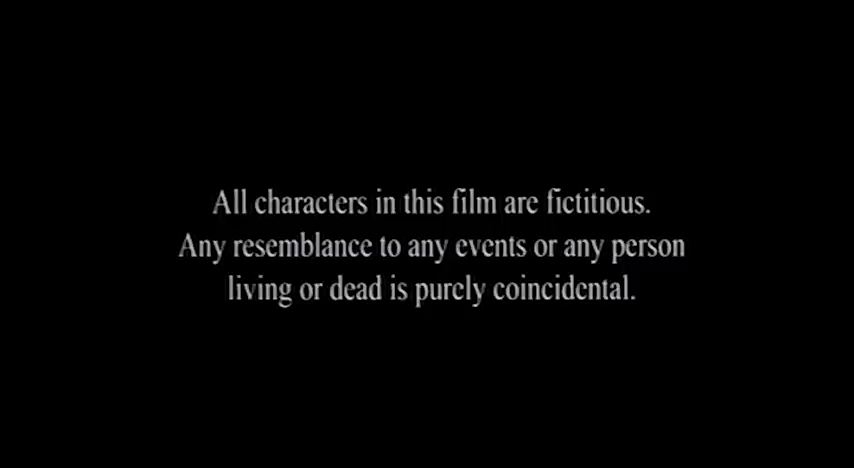 All characters in this film are fictitious.
Any resemblance to any events or any person
living or dead is purely coincidental.